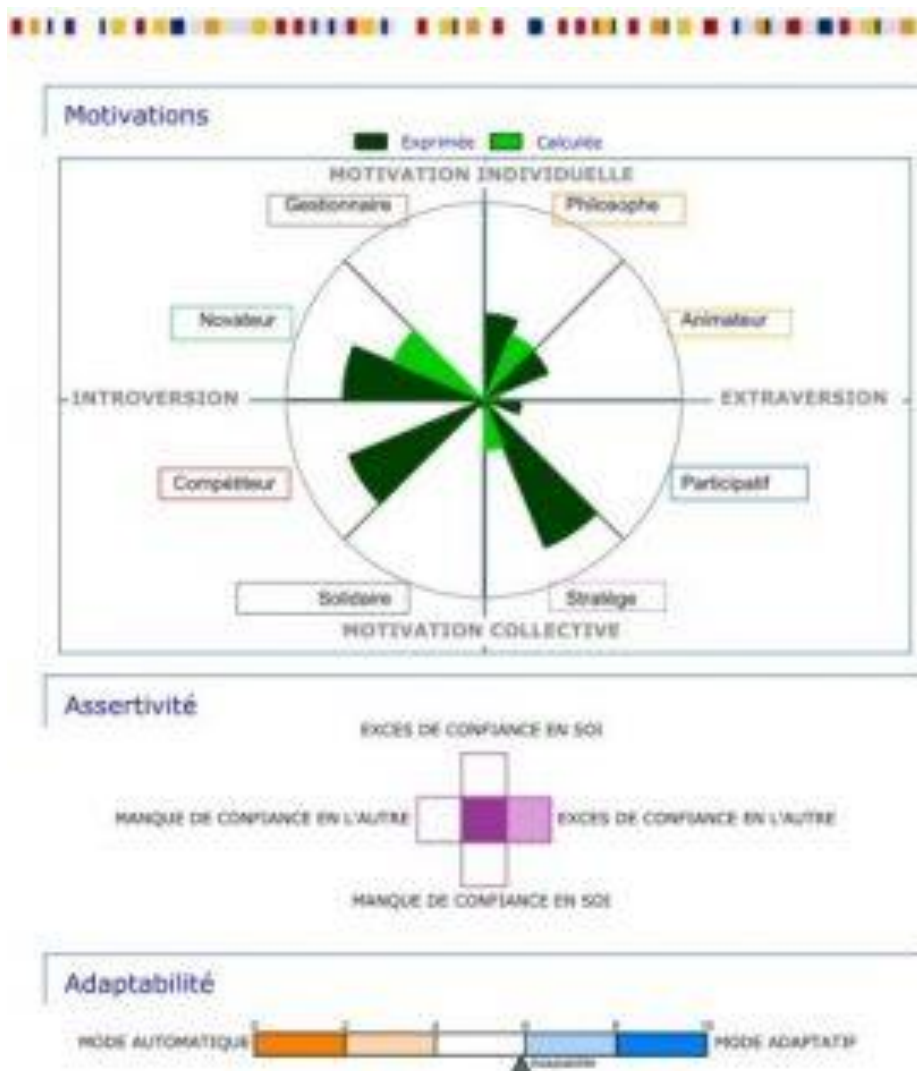 Motivations
Exprimée Calculée
MOTIVATION INDIVIDUELLE
Gestionnaire Philosophe
Novateur Animateur
INTROVERSION EXTRAVERSION
Compétiteur Participatif
Solidaire Stratège
MOTIVATION COLLECTIVE
Assertivité
EXCES DE CONFIANCE EN SOI
MANQUE DE CONFIANCE EN L'AUTRE EXCES DE CONFIANCE EN L'AUTRE
MANQUE DE CONFIANCE EN SOI
Adaptabilité
MODE AUTOMATIQUE MODE ADAPTATIF
Adaptabilité